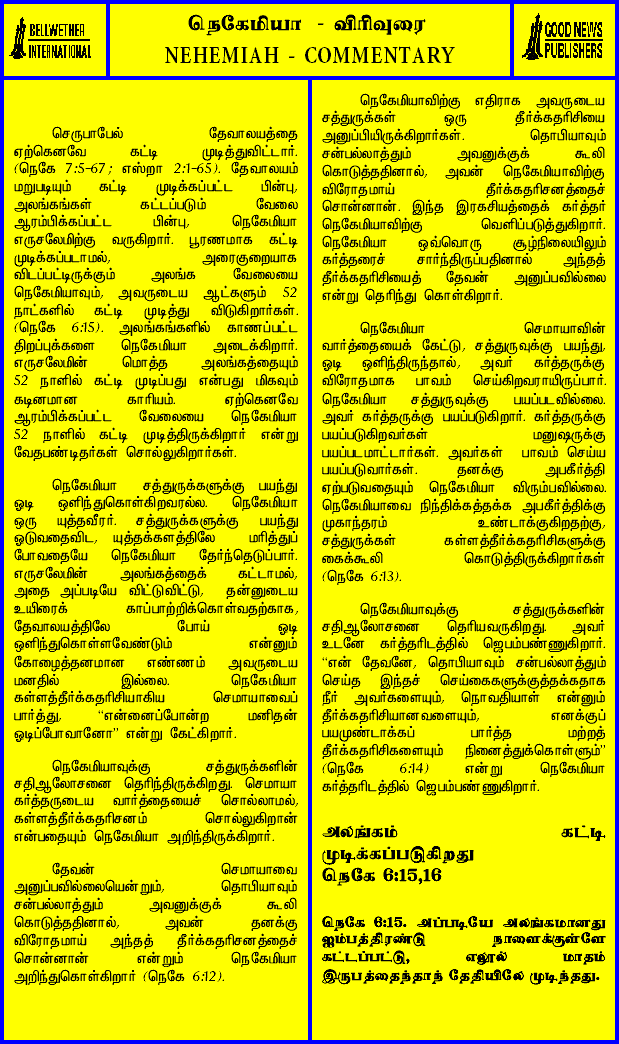 BELLWETHER
INTERNATIONAL
நெகேமியா - விரிவுரை
NEHEMIAH - COMMENTARY
GOOD NEWS
PUBLISHERS
செருபாபேல் தேவாலயத்தை
ஏற்கெனவே கட்டி முடித்துவிட்டார்.
(நெகே 7:5-67; எஸ்றா 2:1-65). தேவாலயம்
மறுபடியும் கட்டி முடிக்கப்பட்ட பின்பு,
அலங்கங்கள் கட்டப்படும் வேலை
ஆரம்பிக்கப்பட்ட பின்பு, நெகேமியா
எருசலேமிற்கு வருகிறார். பூரணமாக கட்டி
முடிக்கப்படாமல், அரைகுறையாக
விடப்பட்டிருக்கும் அலங்க வேலையை
நெகேமியாவும், அவருடைய ஆட்களும் 52
நாட்களில் கட்டி முடித்து விடுகிறார்கள்.
(நெகே 6:15). அலங்கங்களில் காணப்பட்ட
திறப்புக்களை நெகேமியா அடைக்கிறார்.
எருசலேமின் மொத்த அலங்கத்தையும்
52 நாளில் கட்டி முடிப்பது என்பது மிகவும்
கடினமான காரியம். ஏற்கெனவே
ஆரம்பிக்கப்பட்ட வேலையை நெகேமியா
52 நாளில் கட்டி முடித்திருக்கிறார் என்று
வேதபண்டிதர்கள் சொல்லுகிறார்கள்.
நெகேமியா சத்துருக்களுக்கு பயந்து
ஓடி ஒளிந்துகொள்கிறவரல்ல. நெகேமியா
ஒரு யுத்தவீரர். சத்துருக்களுக்கு பயந்து
ஓடுவதைவிட, யுத்தக்களத்திலே மரித்துப்
போவதையே நெகேமியா தேர்ந்தெடுப்பார்.
எருசலேமின் அலங்கத்தைக் கட்டாமல்,
அதை அப்படியே விட்டுவிட்டு, தன்னுடைய
உயிரைக் காப்பாற்றிக்கொள்வதற்காக,
தேவாலயத்திலே போய் ஓடி
ஒளிந்துகொள்ளவேண்டும் என்னும்
கோழைத்தனமான எண்ணம் அவருடைய
மனதில் இல்லை. நெகேமியா
கள்ளத்தீர்க்கதரிசியாகிய செமாயாவைப்
பார்த்து, “என்னைப்போன்ற மனிதன்
ஓடிப்போவானோ” என்று கேட்கிறார்.
நெகேமியாவுக்கு சத்துருக்களின்
சதிஆலோசனை தெரிந்திருக்கிறது. செமாயா
கர்த்தருடைய வார்த்தையைச் சொல்லாமல்,
கள்ளத்தீர்க்கதரிசனம் சொல்லுகிறான்
என்பதையும் நெகேமியா அறிந்திருக்கிறார்.
தேவன் செமாயாவை
அனுப்பவில்லையென்றும், தொபியாவும்
சன்பல்லாத்தும் அவனுக்குக் கூலி
கொடுத்ததினால், அவன் தனக்கு
விரோதமாய் அந்தத் தீர்க்கதரிசனத்தைச்
சொன்னான் என்றும் நெகேமியா
அறிந்துகொள்கிறார் (நெகே 6:12).
நெகேமியாவிற்கு எதிராக அவருடைய
சத்துருக்கள் ஒரு தீர்க்கதரிசியை
அனுப்பியிருக்கிறார்கள். தொபியாவும்
சன்பல்லாத்தும் அவனுக்குக் கூலி
கொடுத்ததினால், அவன் நெகேமியாவிற்கு
விரோதமாய் தீர்க்கதரிசனத்தைச்
சொன்னான். இந்த இரகசியத்தைக் கர்த்தர்
நெகேமியாவிற்கு வெளிப்படுத்துகிறார்.
நெகேமியா ஒவ்வொரு சூழ்நிலையிலும்
கர்த்தரைச் சார்ந்திருப்பதினால் அந்தத்
தீர்க்கதரிசியைத் தேவன் அனுப்பவில்லை
என்று தெரிந்து கொள்கிறார்.
நெகேமியா செமாயாவின்
வார்த்தையைக் கேட்டு, சத்துருவுக்கு பயந்து,
ஓடி ஒளிந்திருந்தால், அவர் கர்த்தருக்கு
விரோதமாக பாவம் செய்கிறவராயிருப்பார்.
நெகேமியா சத்துருவுக்கு பயப்படவில்லை.
அவர் கர்த்தருக்கு பயப்படுகிறார். கர்த்தருக்கு
பயப்படுகிறவர்கள் மனுஷருக்கு
பயப்படமாட்டார்கள். அவர்கள் பாவம் செய்ய
பயப்படுவார்கள். தனக்கு அபகீர்த்தி
ஏற்படுவதையும் நெகேமியா விரும்பவில்லை.
நெகேமியாவை நிந்திக்கத்தக்க அபகீர்த்திக்கு
முகாந்தரம் உண்டாக்குகிறதற்கு,
சத்துருக்கள் கள்ளத்தீர்க்கதரிசிகளுக்கு
கைக்கூலி கொடுத்திருக்கிறார்கள்
(நெகே 6:13).
நெகேமியாவுக்கு சத்துருக்களின்
சதிஆலோசனை தெரியவருகிறது. அவர்
உடனே கர்த்தரிடத்தில் ஜெபம்பண்ணுகிறார்.
“என் தேவனே, தொபியாவும் சன்பல்லாத்தும்
செய்த இந்தச் செய்கைகளுக்குத்தக்கதாக
நீர் அவர்களையும், நொவதியாள் என்னும்
தீர்க்கதரிசியானவளையும், எனக்குப்
பயமுண்டாக்கப் பார்த்த மற்றத்
தீர்க்கதரிசிகளையும் நினைத்துக்கொள்ளும்”
(நெகே 6:14) என்று நெகேமியா
கர்த்தரிடத்தில் ஜெபம்பண்ணுகிறார்.
அலங்கம் கட்டி
முடிக்கப்படுகிறது
நெகே 6:15,16
நெகே 6:15. அப்படியே அலங்கமானது
ஐம்பத்திரண்டு நாளைக்குள்ளே
கட்டப்பட்டு, எலூல் மாதம்
இருபத்தைந்தாந் தேதியிலே முடிந்தது.